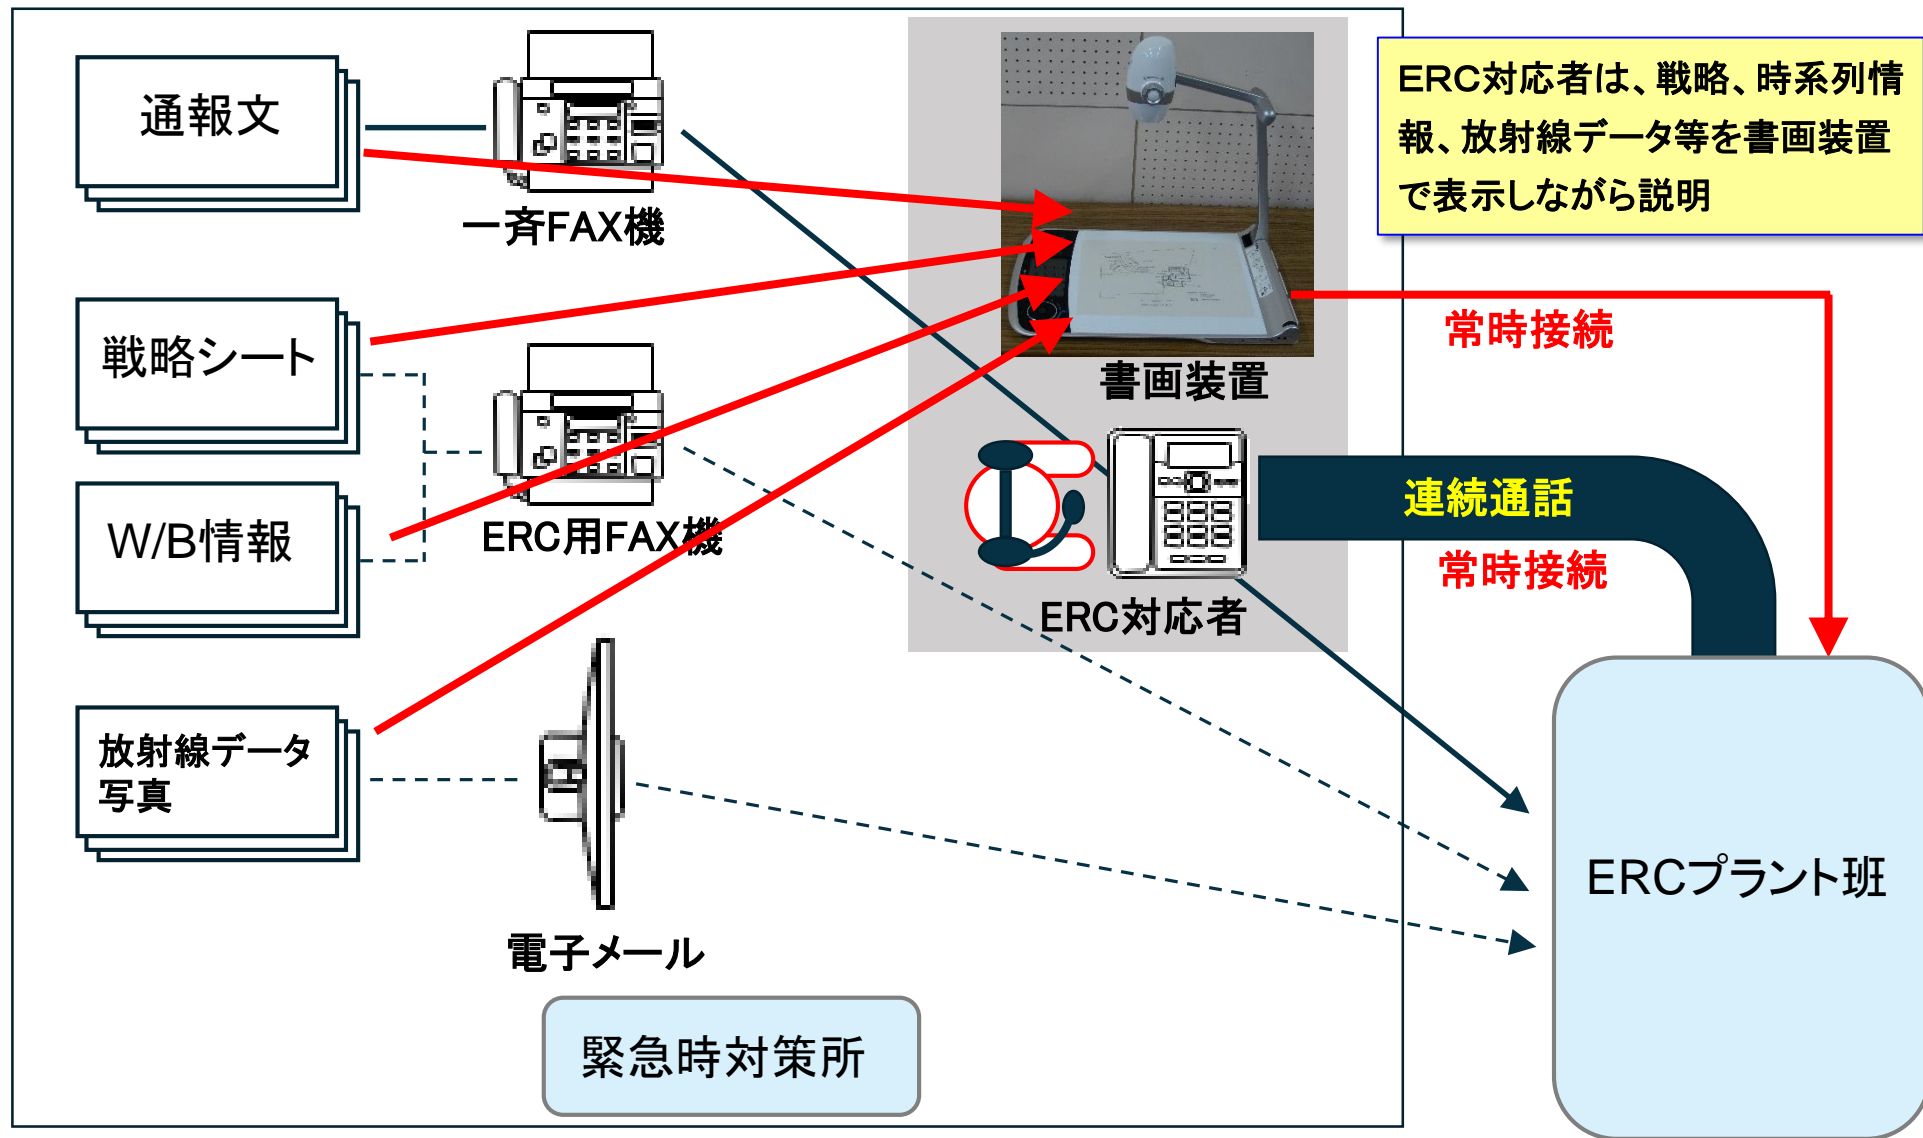 通報文
一斉FAX機
ERC対応者は、戦略、時系列情
報、放射線データ等を書画装置
で表示しながら説明
戦略シート
常時接続
書画装置
W/B情報
ERC用FAX機
連続通話
常時接続
ERC対応者
放射線データ
写真
電子メール
ERCプラント班
緊急時対策所